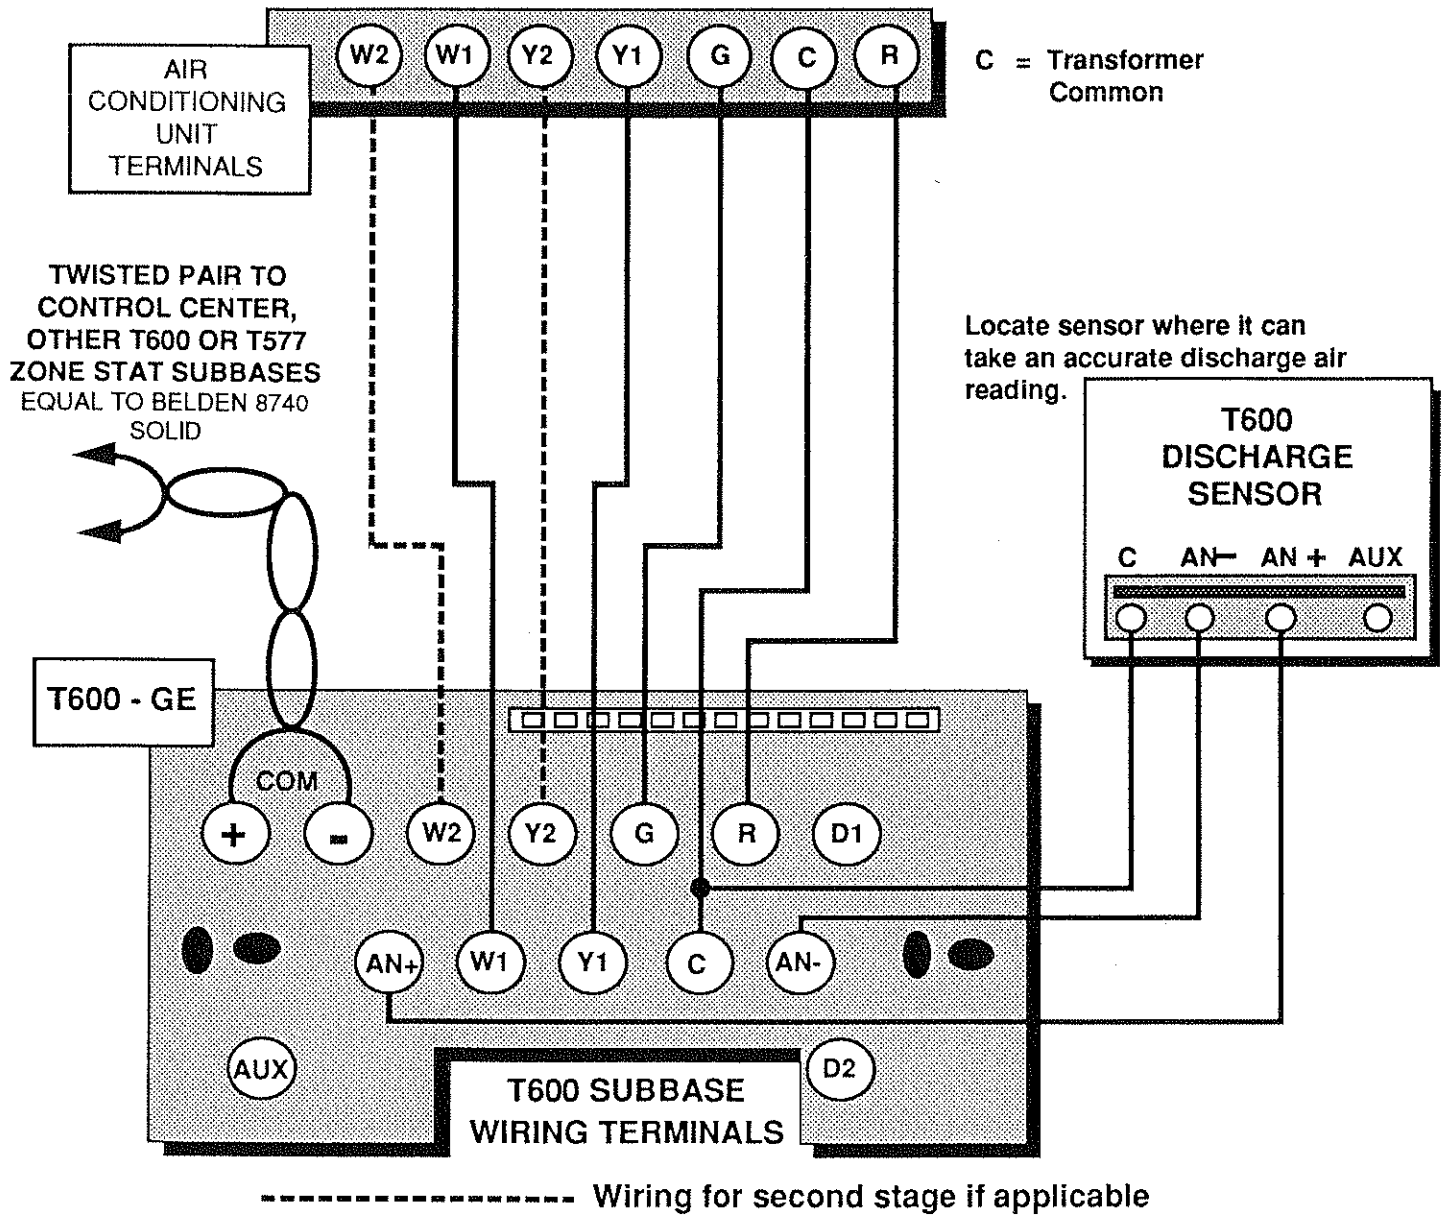 W2 W1 Y2 Y1 G C R
C = Transformer
Common
AIR
CONDITIONING
UNIT
TERMINALS
TWISTED PAIR TO
CONTROL CENTER,
OTHER T600 OR T577
ZONE STAT SUBBASES
EQUAL TO BELDEN 8740
SOLID
Locate sensor where it can
take an accurate discharge air
reading.
T600
DISCHARGE
SENSOR
C AN- AN + AUX
T600 - GE
COM
+ - W2 Y2 G R D1
AN+ W1 Y1 C AN-
AUX D2
T600 SUBBASE
WIRING TERMINALS
Wiring for second stage if applicable